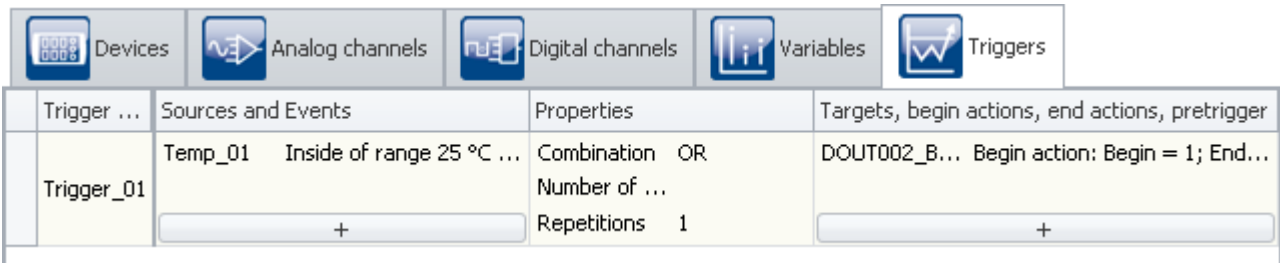 Devices
Analog channels
Digital channels
Variables
Triggers
Trigger ...
Sources and Events
Properties
Targets, begin actions, end actions, pretrigger
Trigger_01
Temp_01 Inside of range 25 °C ...
+
Combination OR
Number of ...
Repetitions 1
DOUT002_B... Begin action: Begin = 1; End...
+